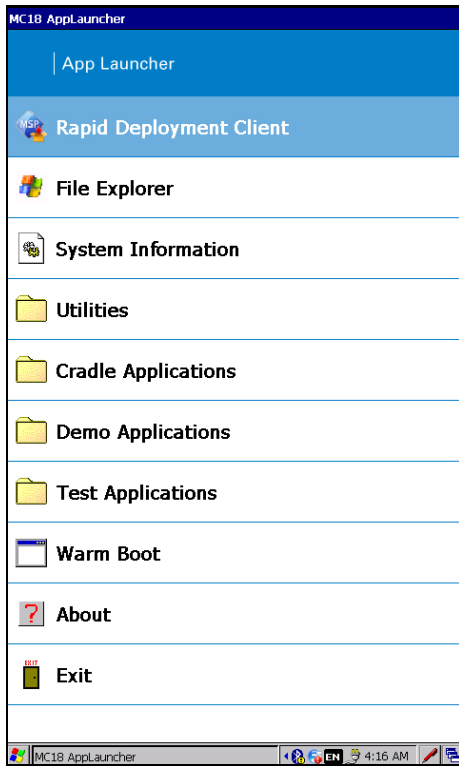 MC18 AppLauncher
App Launcher
MSP Rapid Deployment Client
File Explorer
System Information
Utilities
Cradle Applications
Demo Applications
Test Applications
Warm Boot
? About
EXIT Exit
MC18 AppLauncher EN 4:16 AM